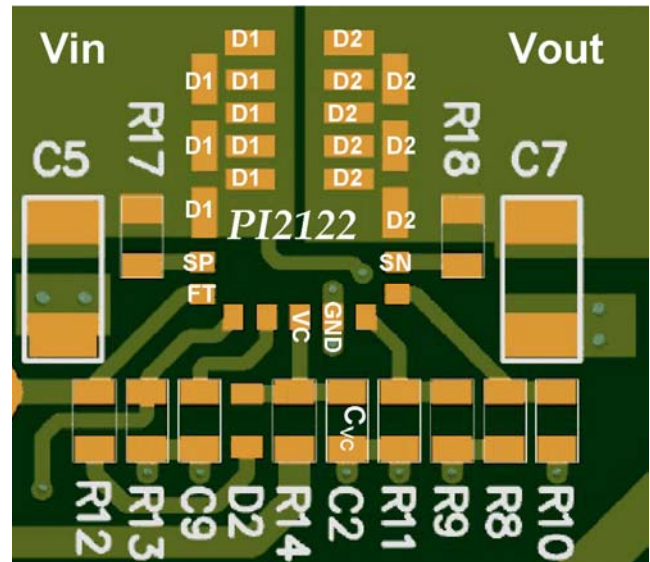 Vin
Vout
D1
D2
D1
D1
D2
D2
D1
D2
R17
R18
C5
C7
D1
D1
D2
D2
D1
D2
D1
D2
PI2122
SP
SN
FT
VC
GND
CVC
R12
R13
C9
D2
R14
C2
R11
R9
R8
R10